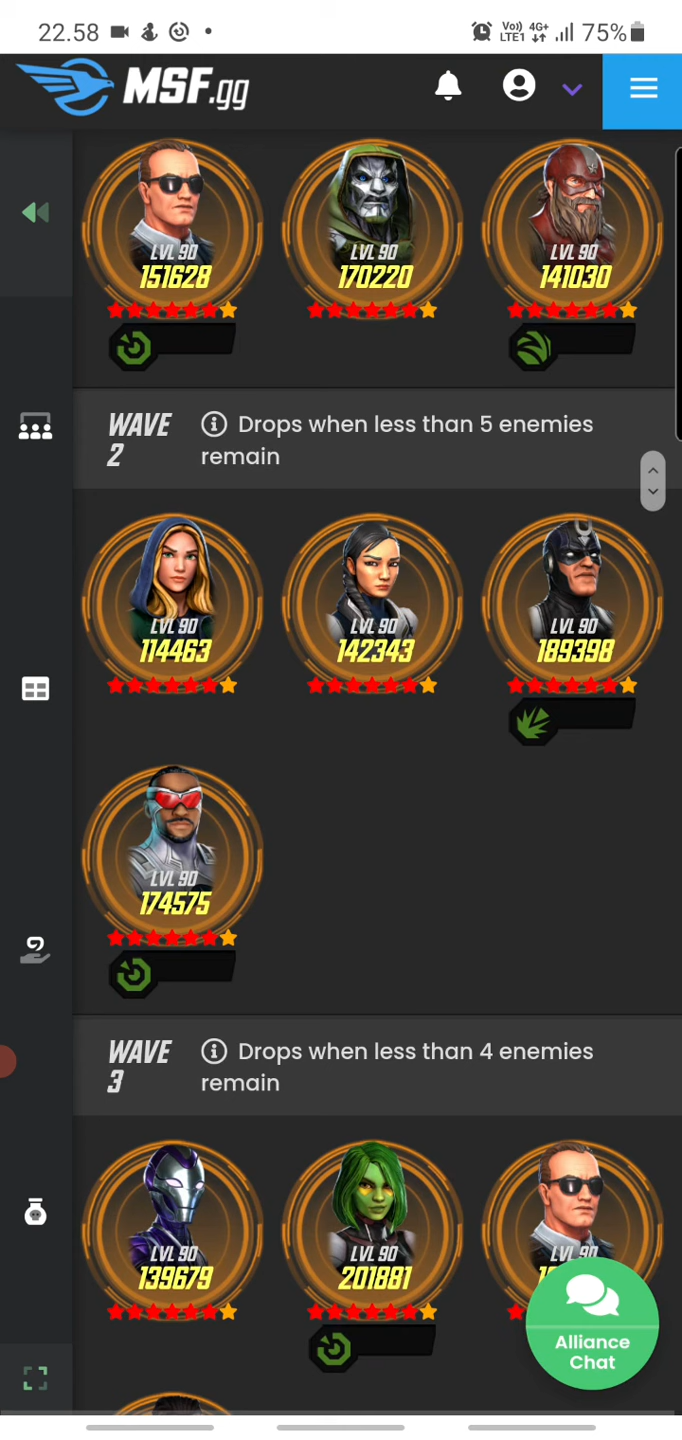 22.58
Vo)) 4G+
LTE1
75%
MSF.gg
LVL 90 LVL 90 LVL 90
151628 170220 141030
WAVE 2
Drops when less than 5 enemies
remain
LVL 90 LVL 90 LVL 90
114463 142343 189398
LVL 90
174575
WAVE 3
Drops when less than 4 enemies
remain
LVL 90 LVL 90 LVL 90
139679 201881
Alliance
Chat